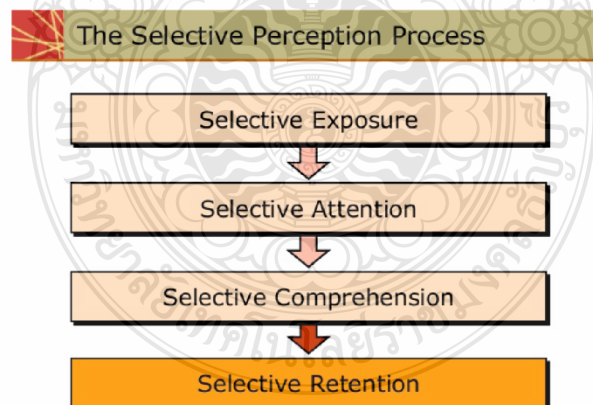 The Selective Perception Process
Selective Exposure
Selective Attention
Selective Comprehension
Selective Retention